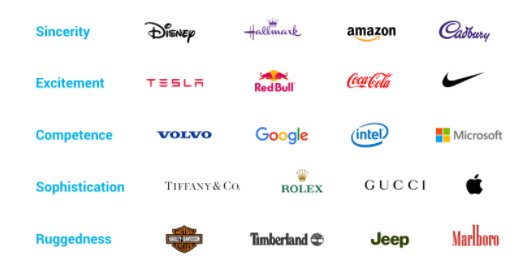 Sincerity Disney Hallmark amazon Cadbury
Excitement TESLA Red Bull Coca-Cola
Competence VOLVO Google intel Microsoft
Sophistication TIFFANY & CO. ROLEX GUCCI
Ruggedness MOTOR HARLEY-DAVIDSON CYCLES Timberland Jeep Marlboro